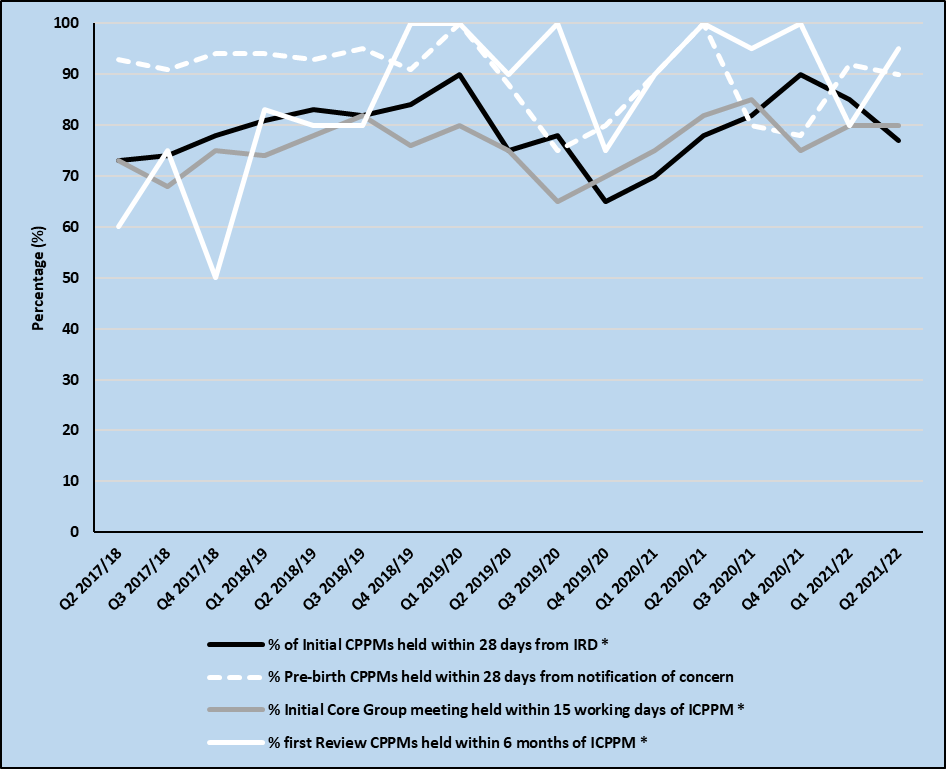 100
90
80
70
60
50
40
30
20
10
0
Percentage (%)
Q2 2017/18
Q3 2017/18
Q4 2017/18
Q1 2018/19
Q2 2018/19
Q3 2018/19
Q4 2018/19
Q1 2019/20
Q2 2019/20
Q3 2019/20
Q4 2019/20
Q1 2020/21
Q2 2020/21
Q3 2020/21
Q4 2020/21
Q1 2021/22
Q2 2021/22
% of Initial CPPMs held within 28 days from IRD *
% Pre-birth CPPMs held within 28 days from notification of concern
% Initial Core Group meeting held within 15 working days of ICPPM *
% first Review CPPMs held within 6 months of ICPPM *